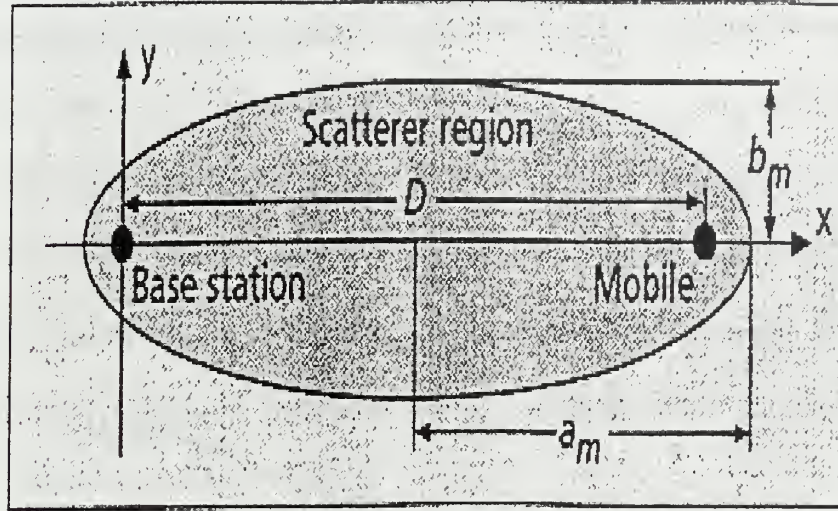 y
Scatterer region
b_m
D
x
Base station
Mobile
a_m